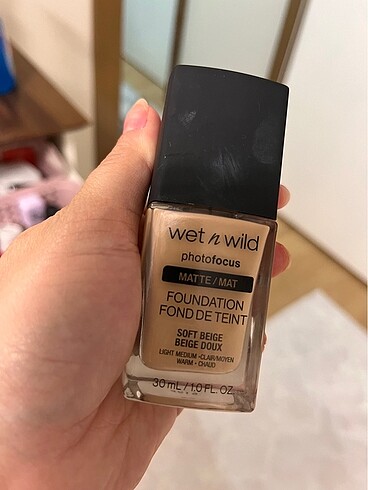 wet n wild
photofocus
MATTE/MAT
FOUNDATION
FOND DE TEINT
SOFT BEIGE
BEIGE DOUX
LIGHT MEDIUM • CLAIR/MOYEN
WARM • CHAUD
30 mL / 1.0 FL. OZ.